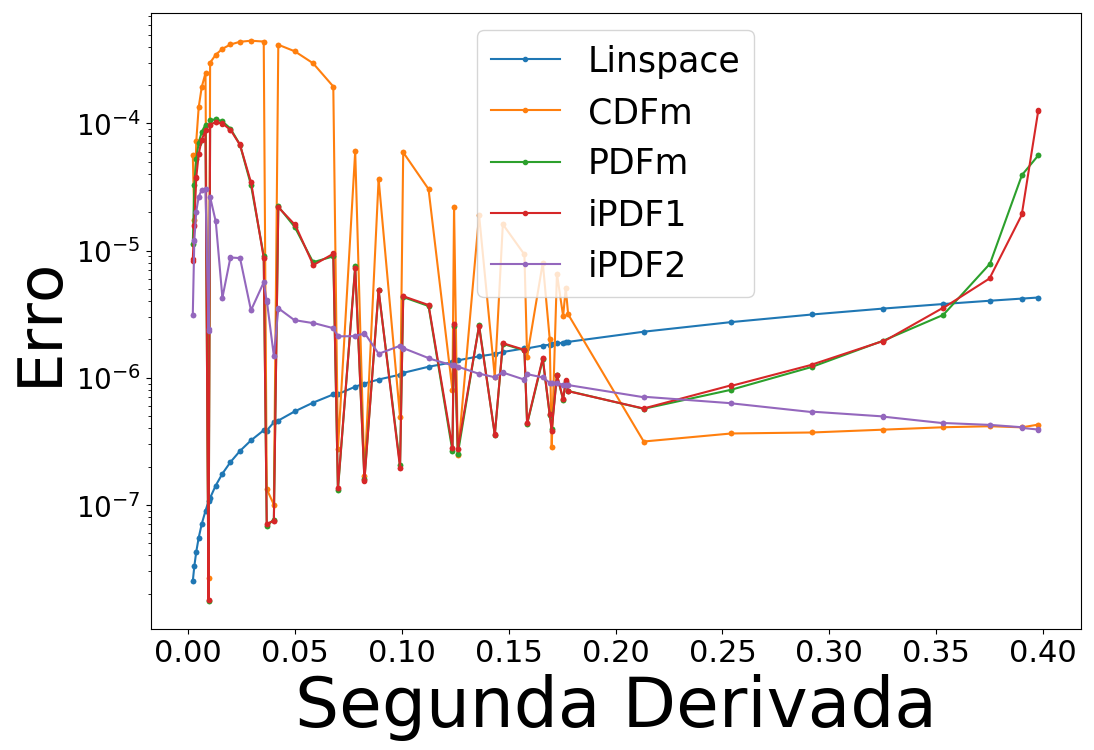 Erro
10⁻⁴
10⁻⁵
10⁻⁶
10⁻⁷
Linspace
CDFm
PDFm
iPDF1
iPDF2
0.00 0.05 0.10 0.15 0.20 0.25 0.30 0.35 0.40
Segunda Derivada